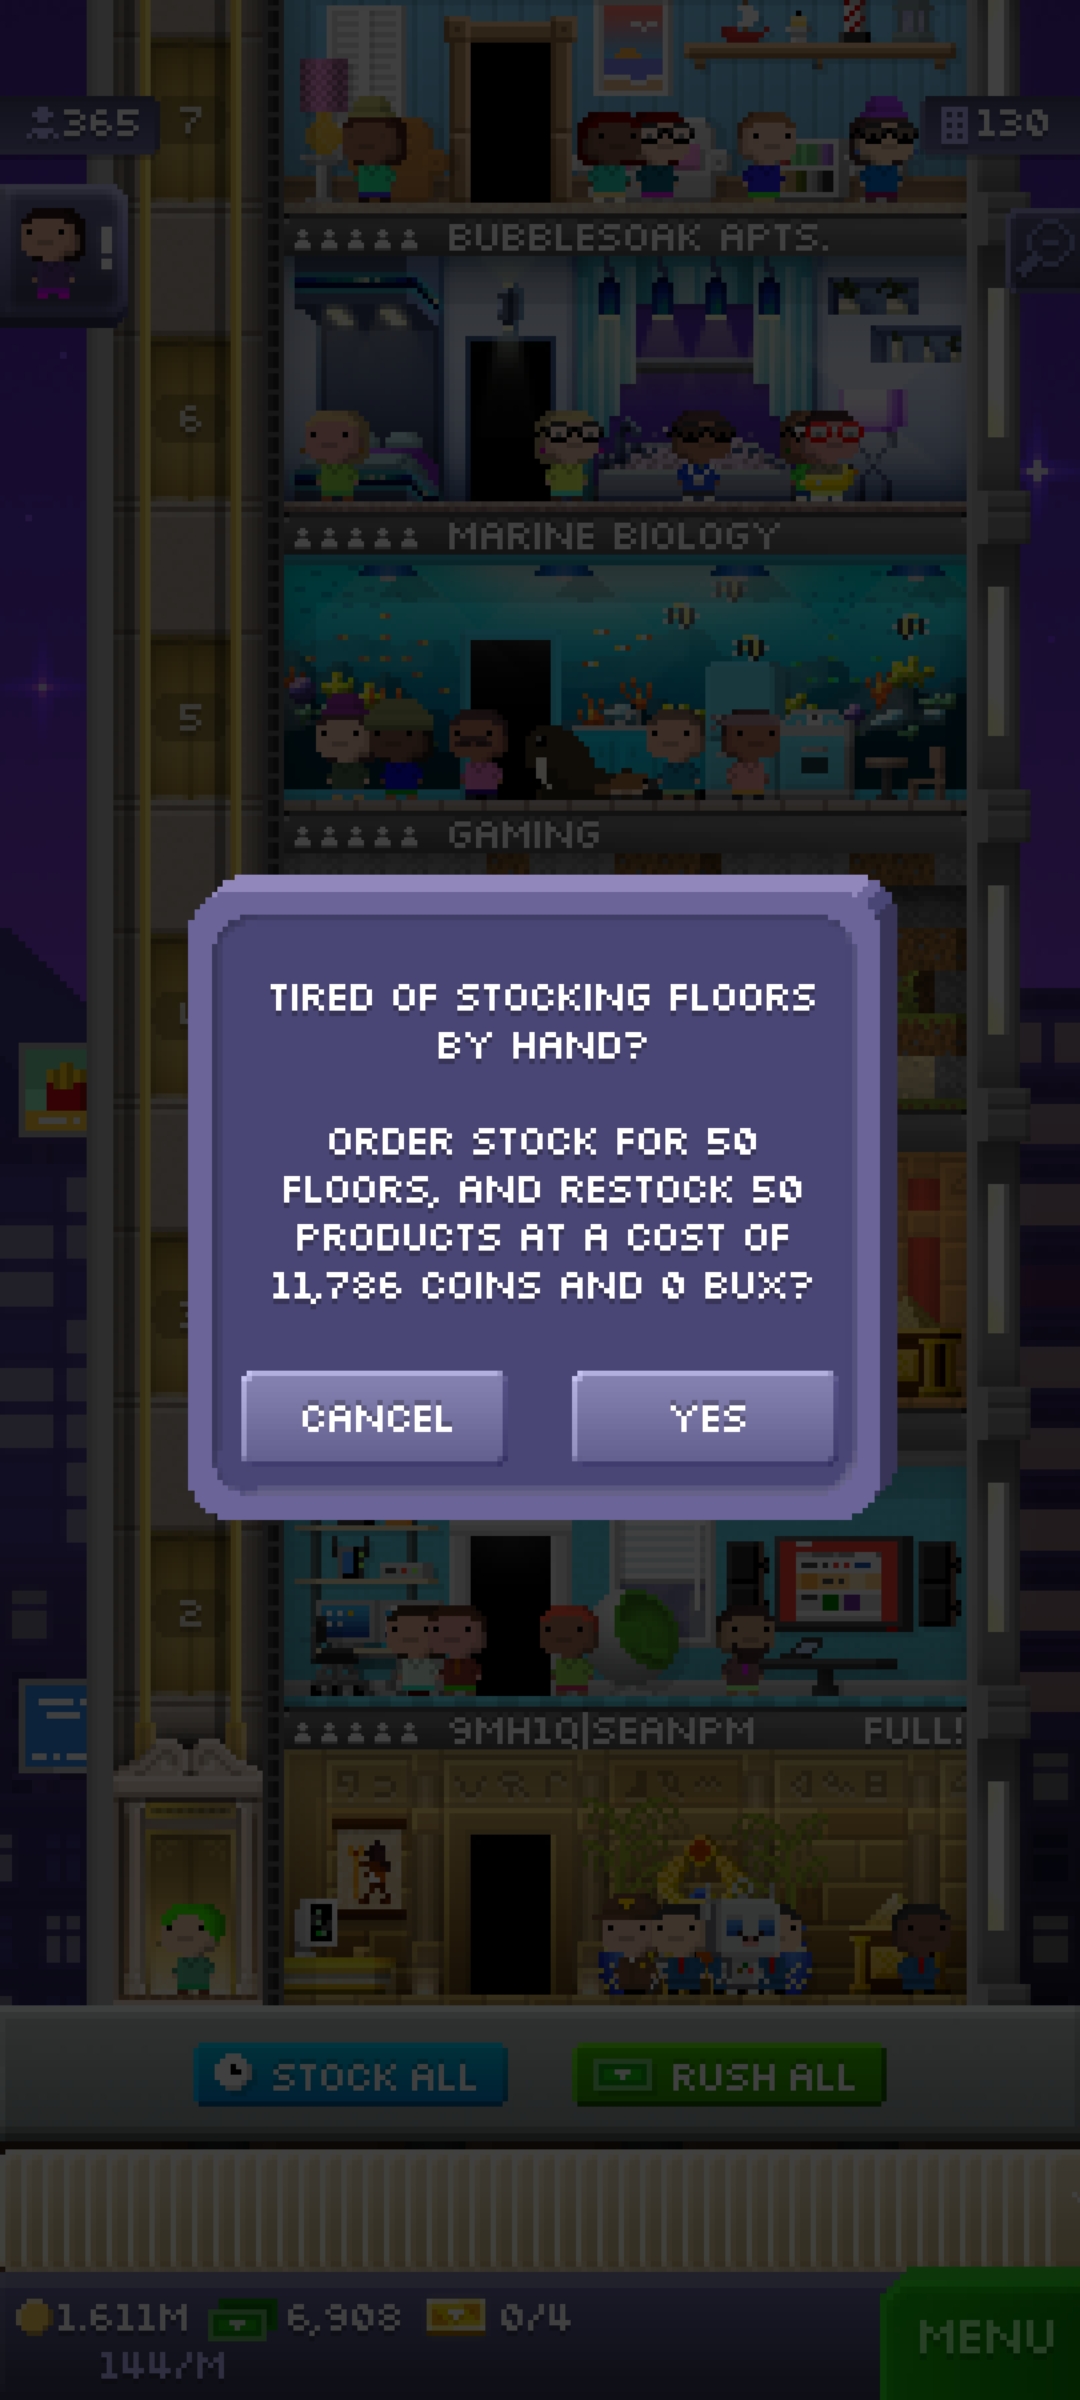 365
7
130
!
BUBBLESOAK APTS.
6
MARINE BIOLOGY
5
GAMING
TIRED OF STOCKING FLOORS
BY HAND?
ORDER STOCK FOR 50
FLOORS, AND RESTOCK 50
PRODUCTS AT A COST OF
11,786 COINS AND 0 BUX?
CANCEL
YES
2
9MH1Q|SEANPM
FULL!
STOCK ALL
RUSH ALL
1.611M
6,908
0/4
144/M
MENU